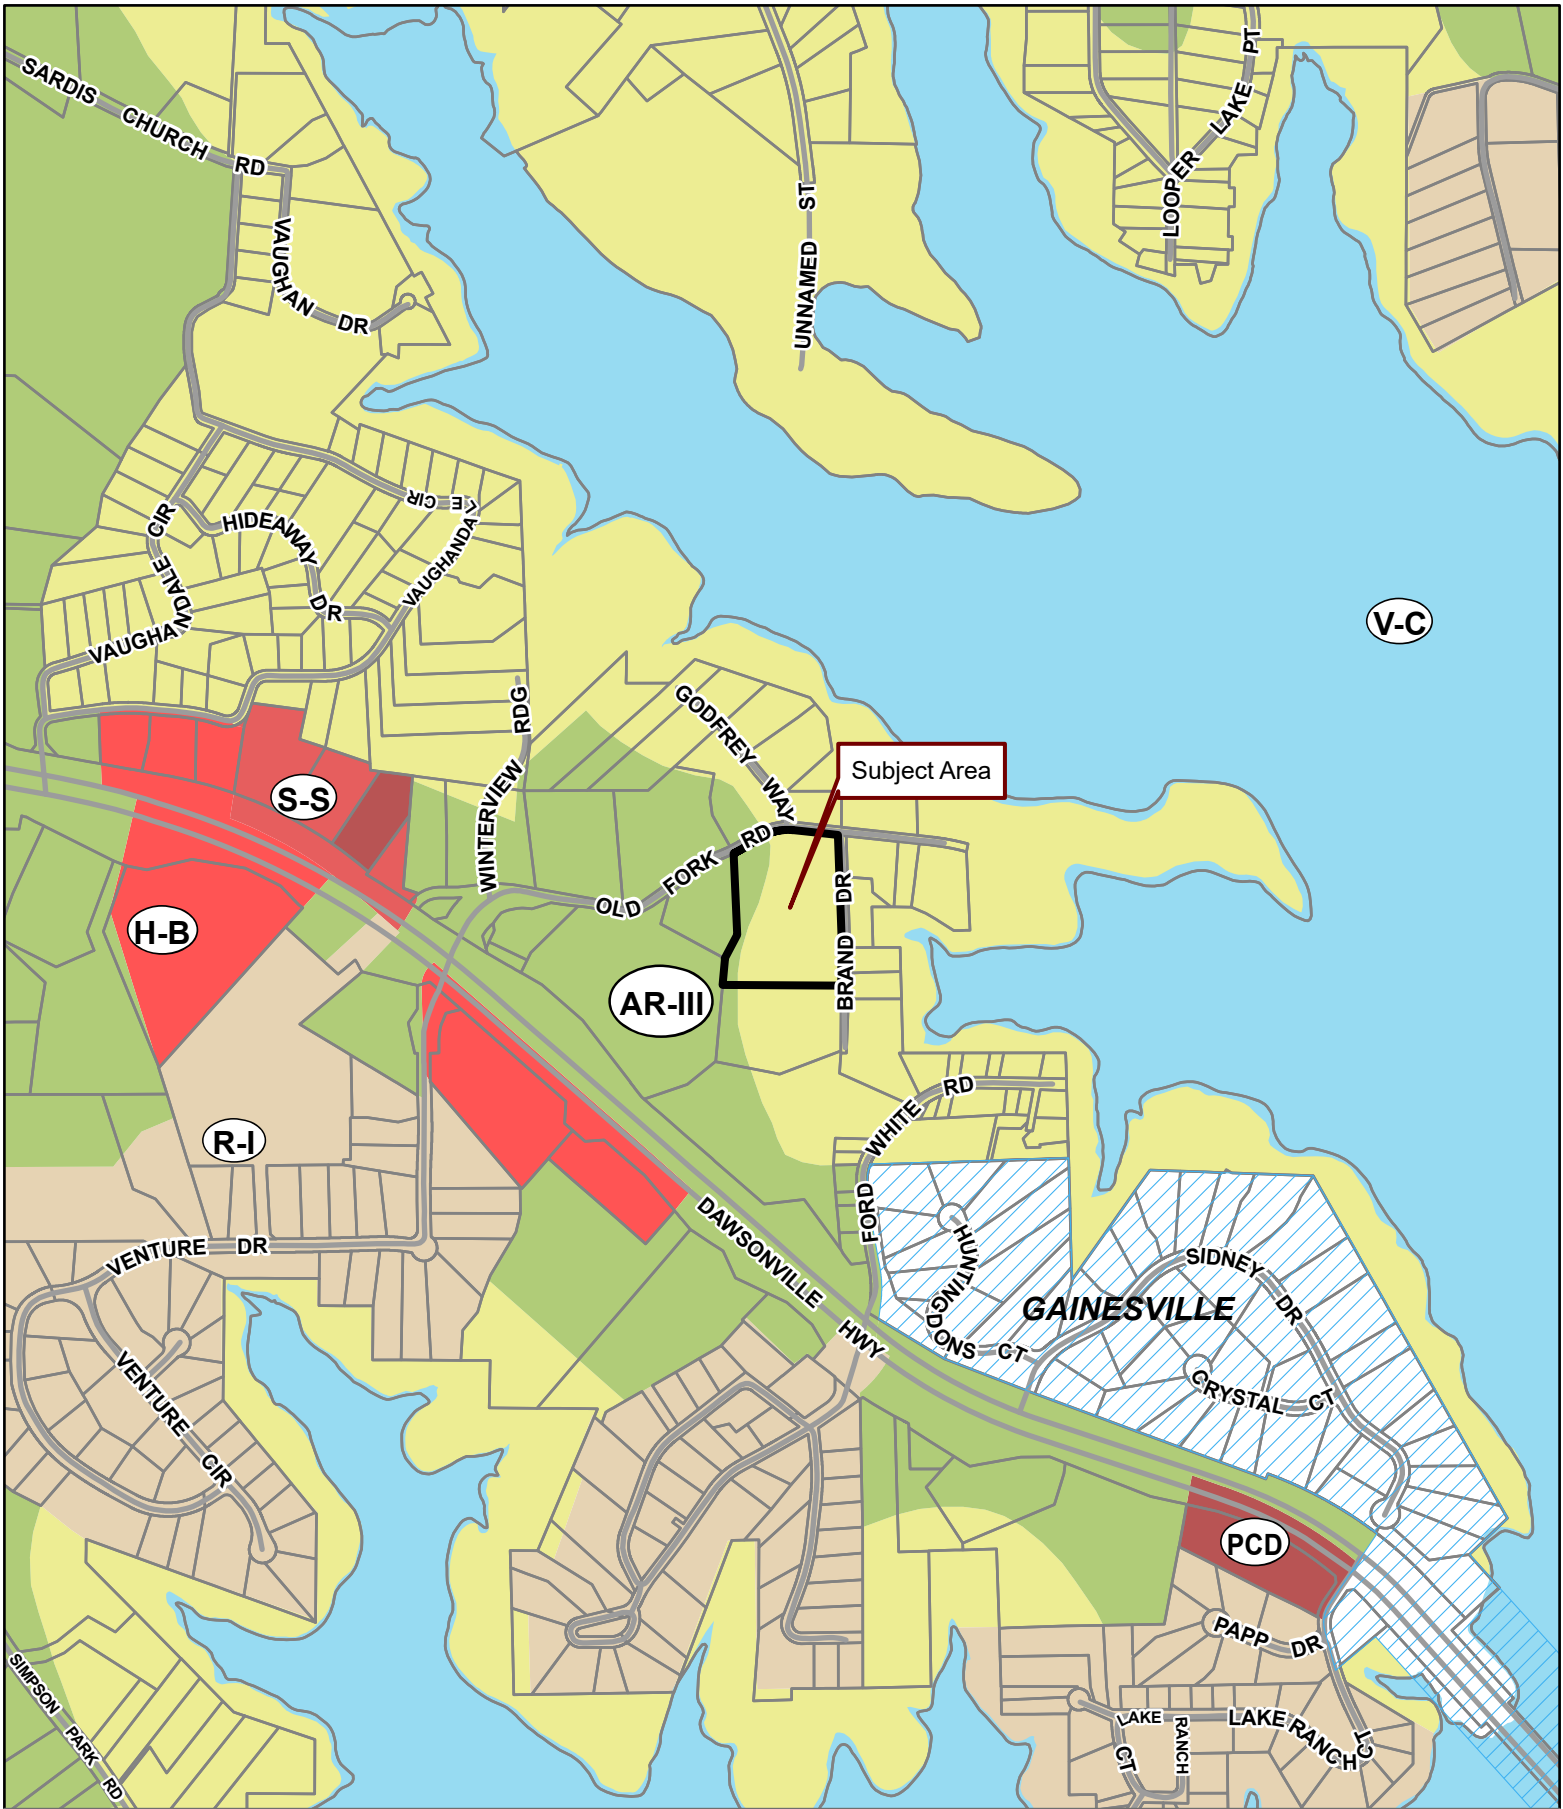 SARDIS CHURCH RD
VAUGHAN DR
UNNAMED ST
LOOPER LAKE PT
VAUGHANDALE CIR
HIDEAWAY DR
VAUGHANDALE CIR
V-C
WINTERVIEW RDG
GODFREY WAY
Subject Area
S-S
OLD FORK RD
BRAND DR
H-B
AR-III
R-I
FORD WHITE RD
VENTURE DR
DAWSONVILLE HWY
HUNTINGDONS CT
GAINESVILLE
SIDNEY DR
CRYSTAL CT
VENTURE CIR
PCD
PAPP DR
SIMPSON PARK RD
LAKE RANCH CT
LAKE RANCH CT